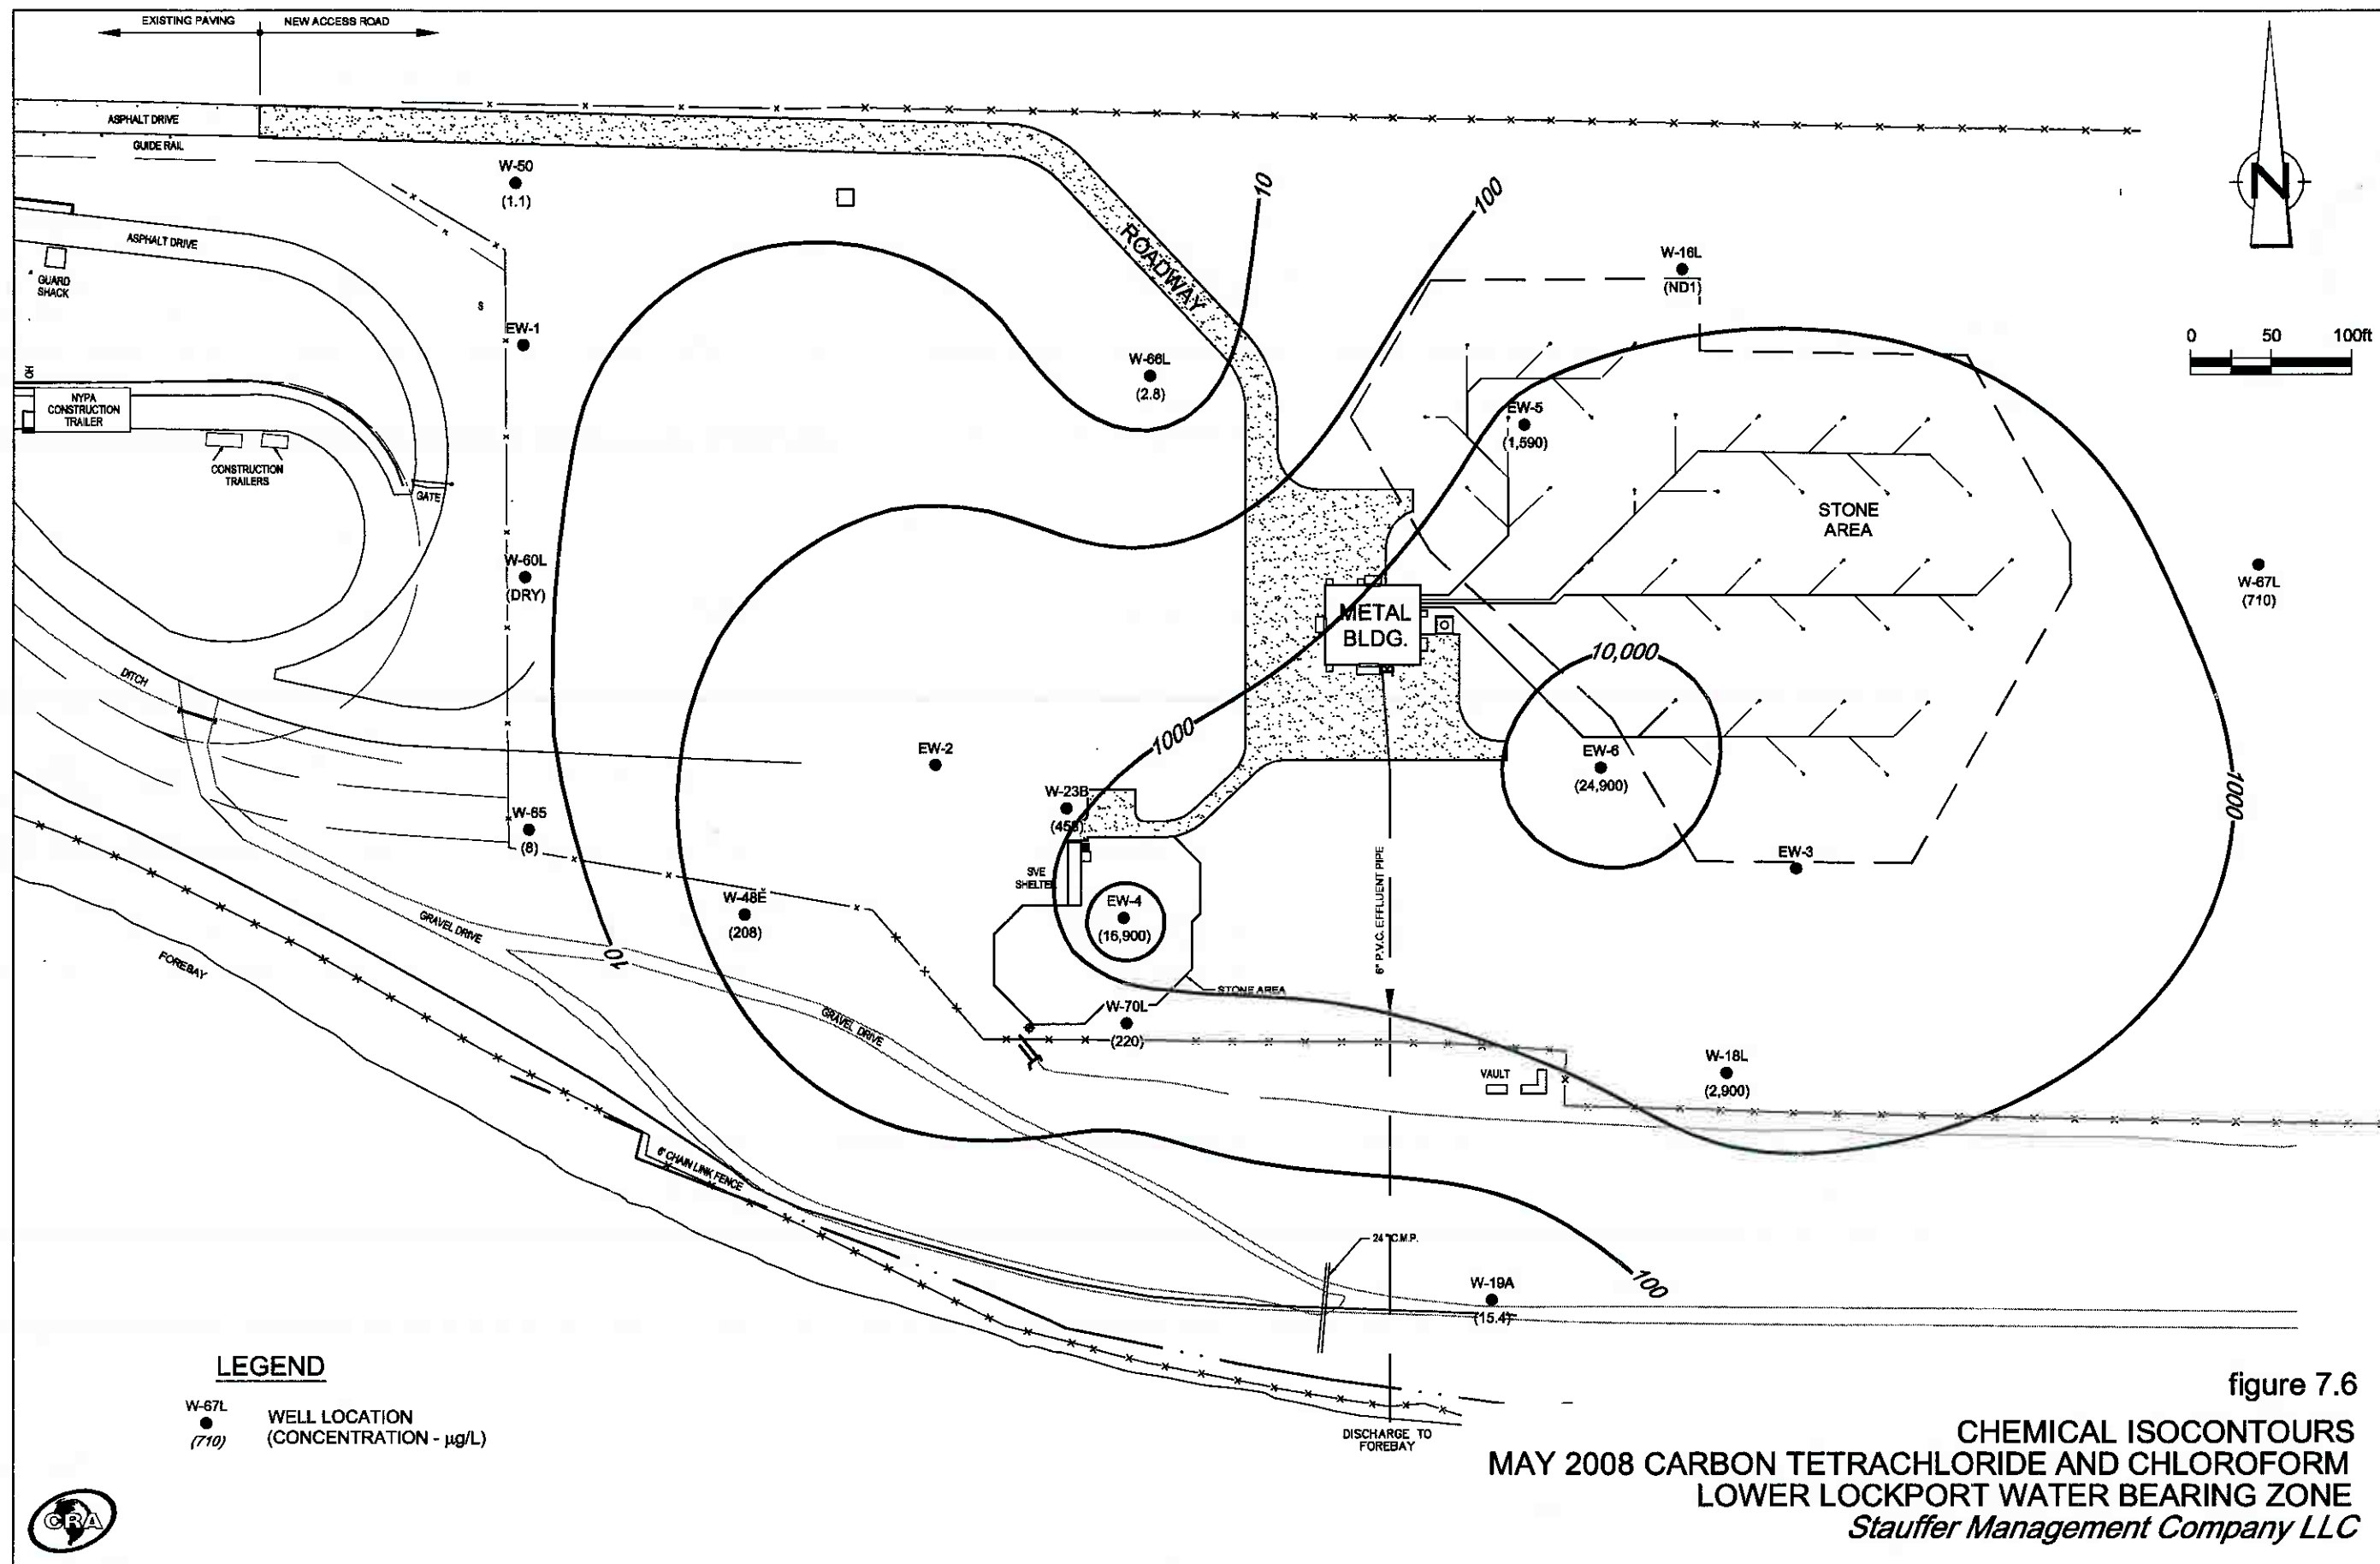 EXISTING PAVING
NEW ACCESS ROAD
ASPHALT DRIVE
GUIDE RAIL
W-50
(1.1)
10
100
N
ROADWAY
ASPHALT DRIVE
GUARD
SHACK
S
EW-1
W-16L
(ND1)
0 50 100ft
W-66L
(2.8)
OH
NYPA
CONSTRUCTION
TRAILER
CONSTRUCTION
TRAILERS
GATE
EW-5
(1,590)
STONE
AREA
W-60L
(DRY)
W-67L
(710)
METAL
BLDG.
10,000
DITCH
1000
EW-2
EW-6
(24,900)
1000
W-23B
W-65
(8)
EW-3
SVE
SHELTER
6" P.V.C. EFFLUENT PIPE
W-48E
(208)
EW-4
(16,900)
GRAVEL DRIVE
10
FOREBAY
STONE AREA
W-70L
(220)
GRAVEL DRIVE
VAULT
W-18L
(2,900)
6' CHAIN LINK FENCE
24" C.M.P.
100
W-19A
(15.4)
DISCHARGE TO
FOREBAY
LEGEND
W-67L
(710)
WELL LOCATION
(CONCENTRATION - µg/L)
CRA
figure 7.6
CHEMICAL ISOCONTOURS
MAY 2008 CARBON TETRACHLORIDE AND CHLOROFORM
LOWER LOCKPORT WATER BEARING ZONE
Stauffer Management Company LLC